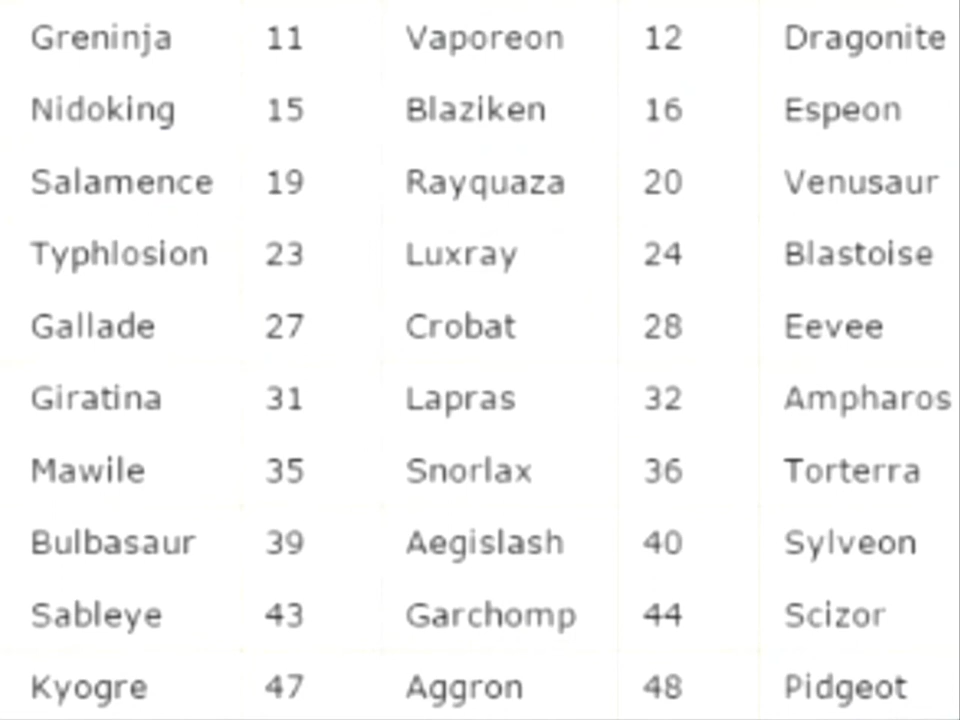 Greninja 11 Vaporeon 12 Dragonite
Nidoking 15 Blaziken 16 Espeon
Salamence 19 Rayquaza 20 Venusaur
Typhlosion 23 Luxray 24 Blastoise
Gallade 27 Crobat 28 Eevee
Giratina 31 Lapras 32 Ampharos
Mawile 35 Snorlax 36 Torterra
Bulbasaur 39 Aegislash 40 Sylveon
Sableye 43 Garchomp 44 Scizor
Kyogre 47 Aggron 48 Pidgeot